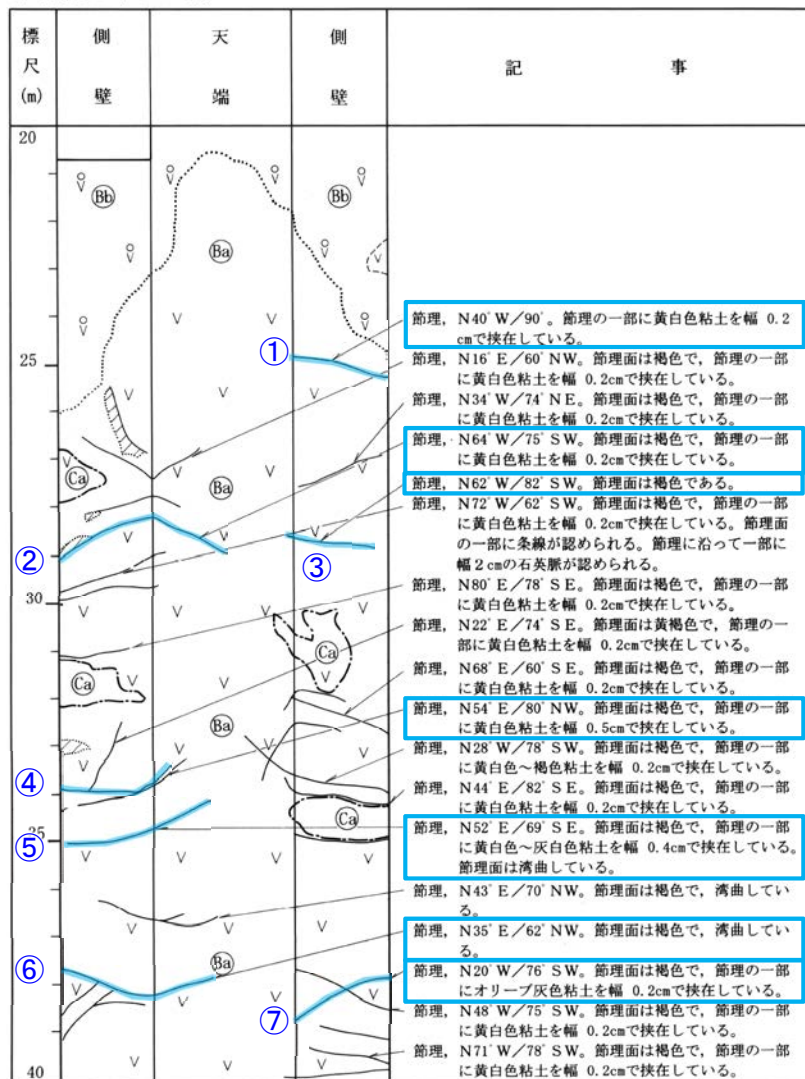 標尺(m)
側壁
天端
側壁
記事
20
Bb
Bb
Ba
節理，N40°W／90°。節理の一部に黄白色粘土を幅 0.2
cmで挟在している。
①
25
節理，N16°E／60°NW。節理面は褐色で，節理の一部
に黄白色粘土を幅 0.2cmで挟在している。
節理，N34°W／74°NE。節理面は褐色で，節理の一部
に黄白色粘土を幅 0.2cmで挟在している。
節理，N64°W／75°SW。節理面は褐色で，節理の一部
に黄白色粘土を幅 0.2cmで挟在している。
Ca
Ba
節理，N62°W／82°SW。節理面は褐色である。
節理，N72°W／62°SW。節理面は褐色で，節理の一部
に黄白色粘土を幅 0.2cmで挟在している。節理面
の一部に条線が認められる。節理に沿って一部に
幅２cmの石英脈が認められる。
②
③
30
節理，N80°E／78°SE。節理面は褐色で，節理の一部
に黄白色粘土を幅 0.2cmで挟在している。
節理，N22°E／74°SE。節理面は黄褐色で，節理の一
部に黄白色粘土を幅 0.2cmで挟在している。
Ca
Ca
節理，N68°E／60°SE。節理面は褐色で，節理の一部
に黄白色粘土を幅 0.2cmで挟在している。
Ba
節理，N54°E／80°NW。節理面は褐色で，節理の一部
に黄白色粘土を幅 0.5cmで挟在している。
節理，N28°W／78°SW。節理面は褐色で，節理の一部
に黄白色～褐色粘土を幅 0.2cmで挟在している。
④
節理，N44°E／82°SE。節理面は褐色で，節理の一部
に黄白色粘土を幅 0.2cmで挟在している。
Ca
⑤
節理，N52°E／69°SE。節理面は褐色で，節理の一部
に黄白色～灰白色粘土を幅 0.4cmで挟在している。
節理面は湾曲している。
節理，N43°E／70°NW。節理面は褐色で，湾曲してい
る。
節理，N35°E／62°NW。節理面は褐色で，湾曲してい
る。
⑥
Ba
節理，N20°W／76°SW。節理面は褐色で，節理の一部
にオリーブ灰色粘土を幅 0.2cmで挟在している。
⑦
節理，N48°W／75°SW。節理面は褐色で，節理の一部
に黄白色粘土を幅 0.2cmで挟在している。
節理，N71°W／78°SW。節理面は褐色で，節理の一部
に黄白色粘土を幅 0.2cmで挟在している。
40